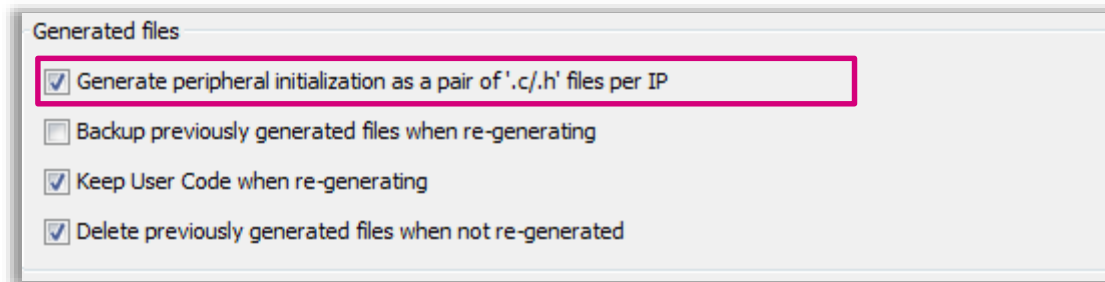 Generated files
Generate peripheral initialization as a pair of '.c/.h' files per IP
Backup previously generated files when re-generating
Keep User Code when re-generating
Delete previously generated files when not re-generated